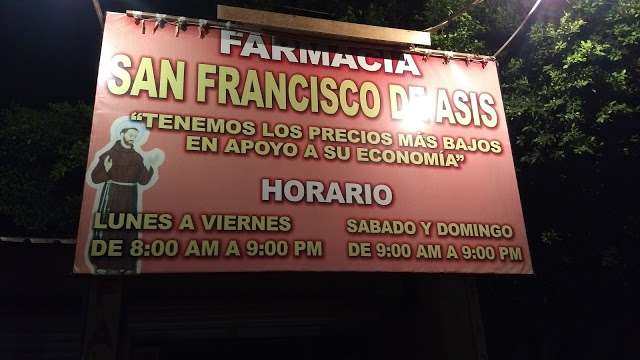 FARMACIA
SAN FRANCISCO DE ASIS
"TENEMOS LOS PRECIOS MÁS BAJOS
EN APOYO A SU ECONOMÍA"
HORARIO
LUNES A VIERNES
DE 8:00 AM A 9:00 PM
SABADO Y DOMINGO
DE 9:00 AM A 9:00 PM